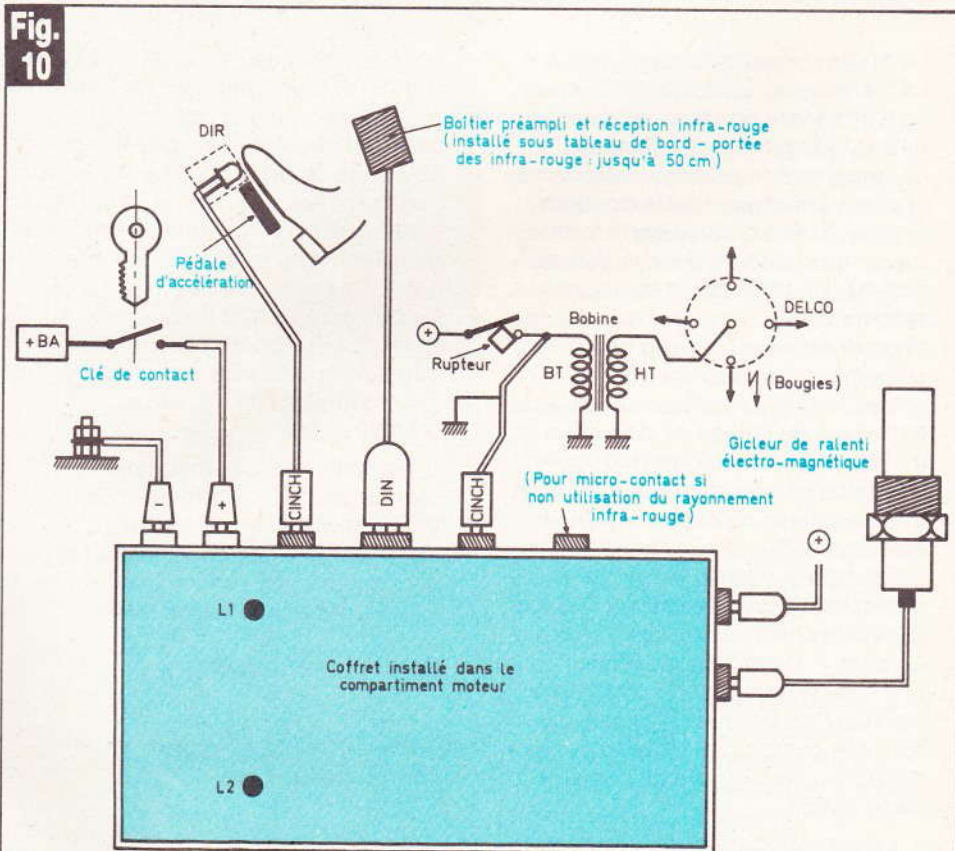 Fig.
10
DIR
Boîtier préampli et réception infra-rouge
(installé sous tableau de bord - portée
des infra-rouge : jusqu'à 50 cm)
Pédale
d'accélération
+ BA
Clé de contact
+
Rupteur
Bobine
BT
HT
DELCO
(Bougies)
Gicleur de ralenti
électro-magnétique
(Pour micro-contact si
non utilisation du rayonnement
infra-rouge)
-
+
CINCH
DIN
CINCH
+
L1
Coffret installé dans le
compartiment moteur
L2